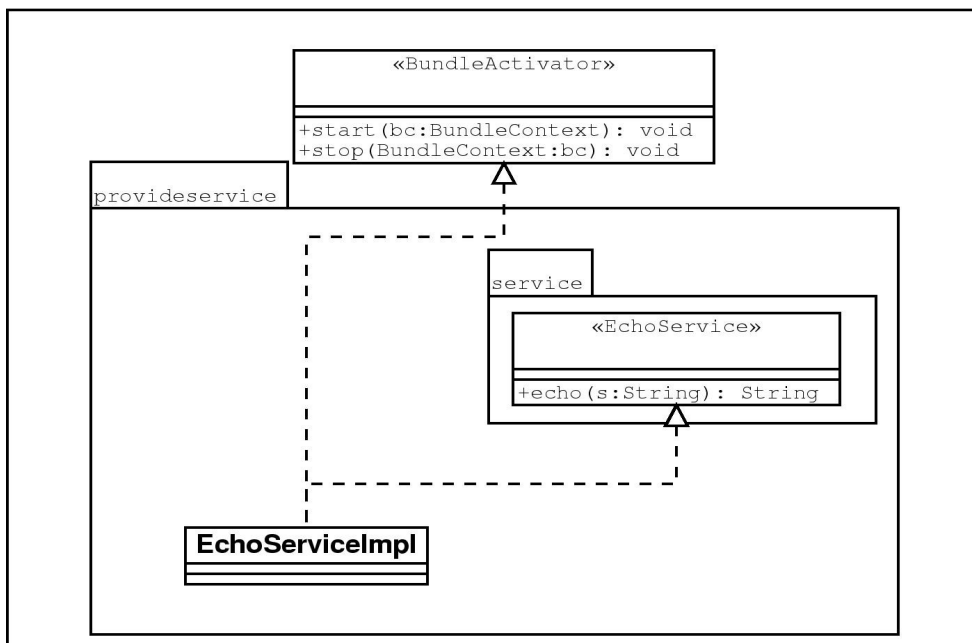 «BundleActivator»
+start(bc:BundleContext): void
+stop(BundleContext:bc): void
provideservice
service
«EchoService»
+echo(s:String): String
EchoServiceImpl